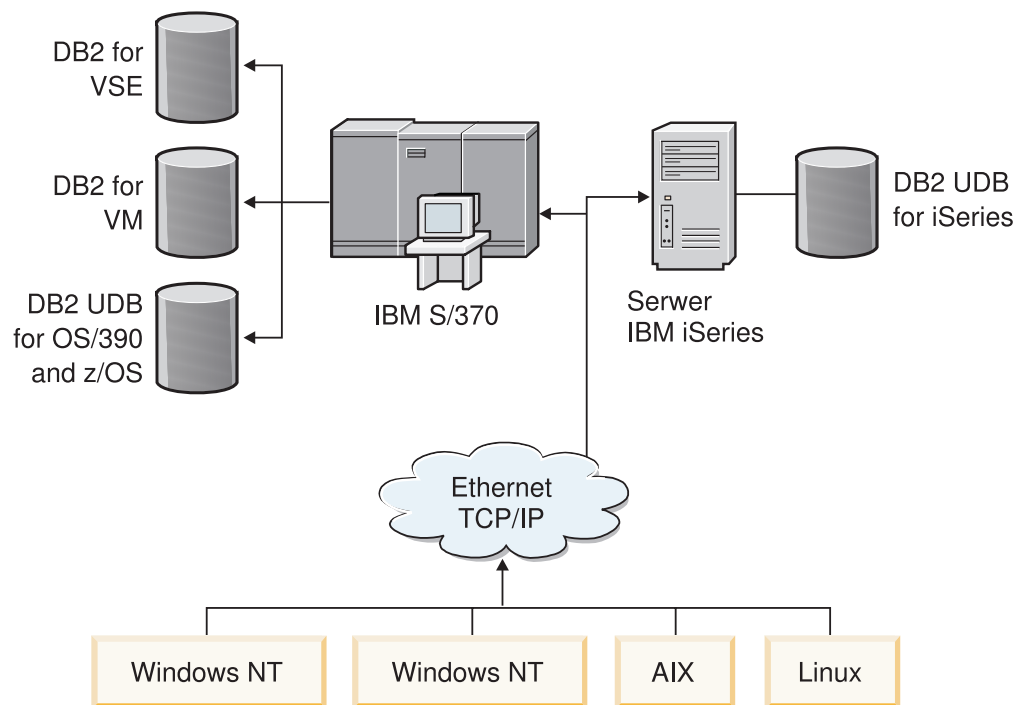 DB2 for
VSE
DB2 for
VM
DB2 UDB
for OS/390
and z/OS
IBM S/370
Serwer
IBM iSeries
DB2 UDB
for iSeries
Ethernet
TCP/IP
Windows NT
Windows NT
AIX
Linux